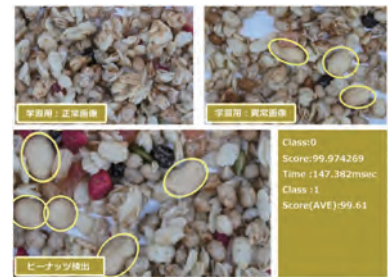 学習用：正常画像
学習用：異常画像
Class:0
Score:99.974269
Time :147.382msec
Class :1
Score(AVE):99.61
ピーナッツ検出